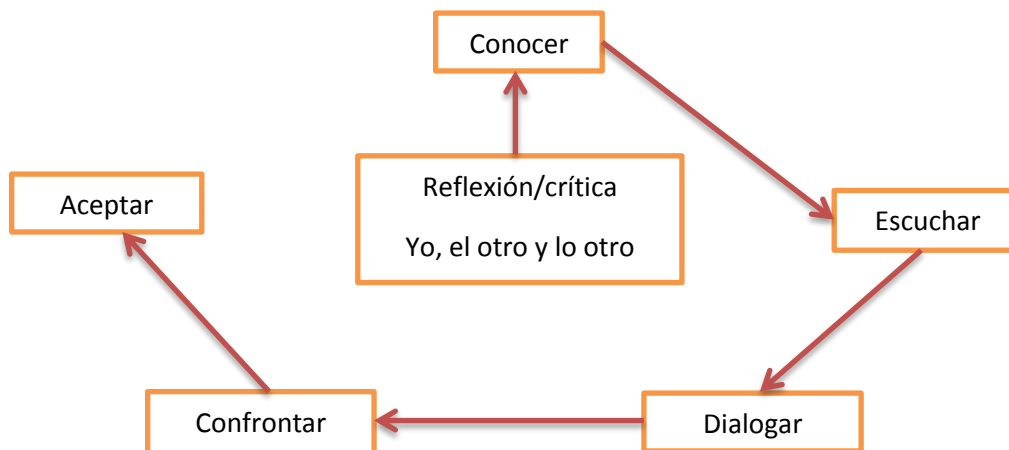 Conocer
Reflexión/crítica
Yo, el otro y lo otro
Aceptar
Escuchar
Confrontar
Dialogar